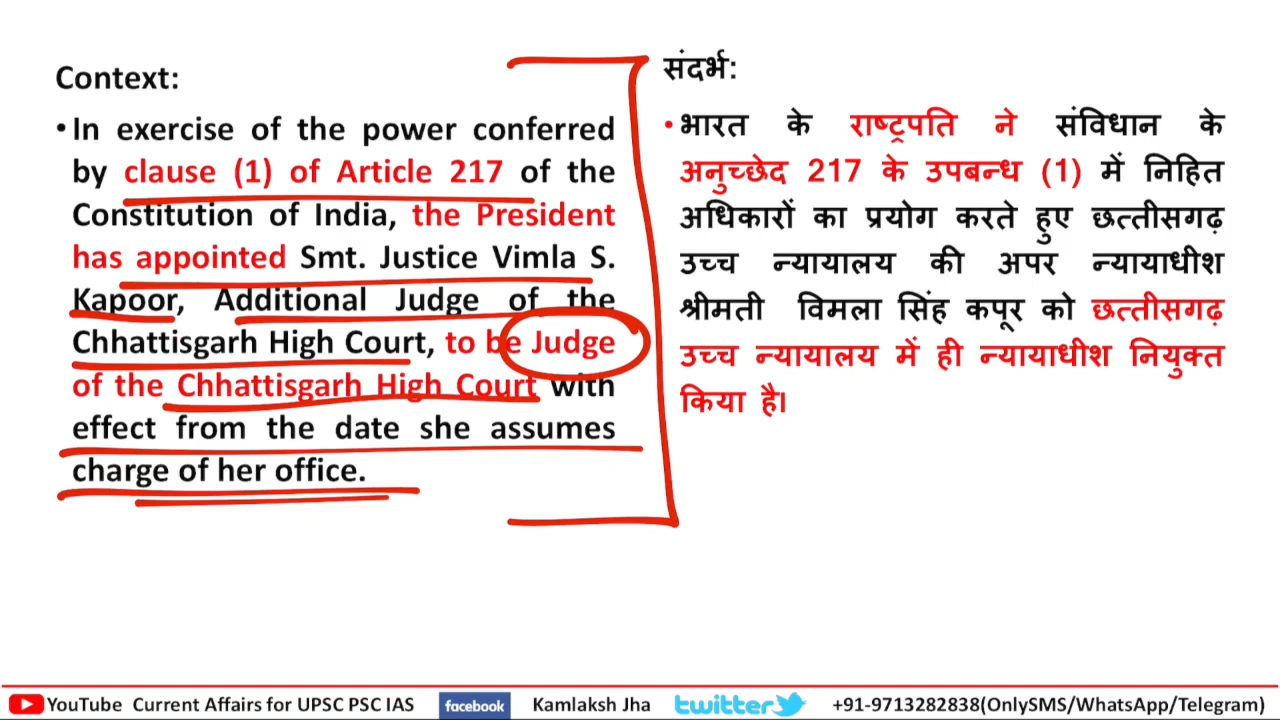 Context:
•In exercise of the power conferred
by clause (1) of Article 217 of the
Constitution of India, the President
has appointed Smt. Justice Vimla S.
Kapoor, Additional Judge of the
Chhattisgarh High Court, to be Judge
of the Chhattisgarh High Court with
effect from the date she assumes
charge of her office.
संदर्भ:
•भारत के राष्ट्रपति ने संविधान के
अनुच्छेद 217 के उपबन्ध (1) में निहित
अधिकारों का प्रयोग करते हुए छत्तीसगढ़
उच्च न्यायालय की अपर न्यायाधीश
श्रीमती विमला सिंह कपूर को छत्तीसगढ़
उच्च न्यायालय में ही न्यायाधीश नियुक्त
किया है।
YouTube Current Affairs for UPSC PSC IAS facebook Kamlaksh Jha twitter +91-9713282838(OnlySMS/WhatsApp/Telegram)